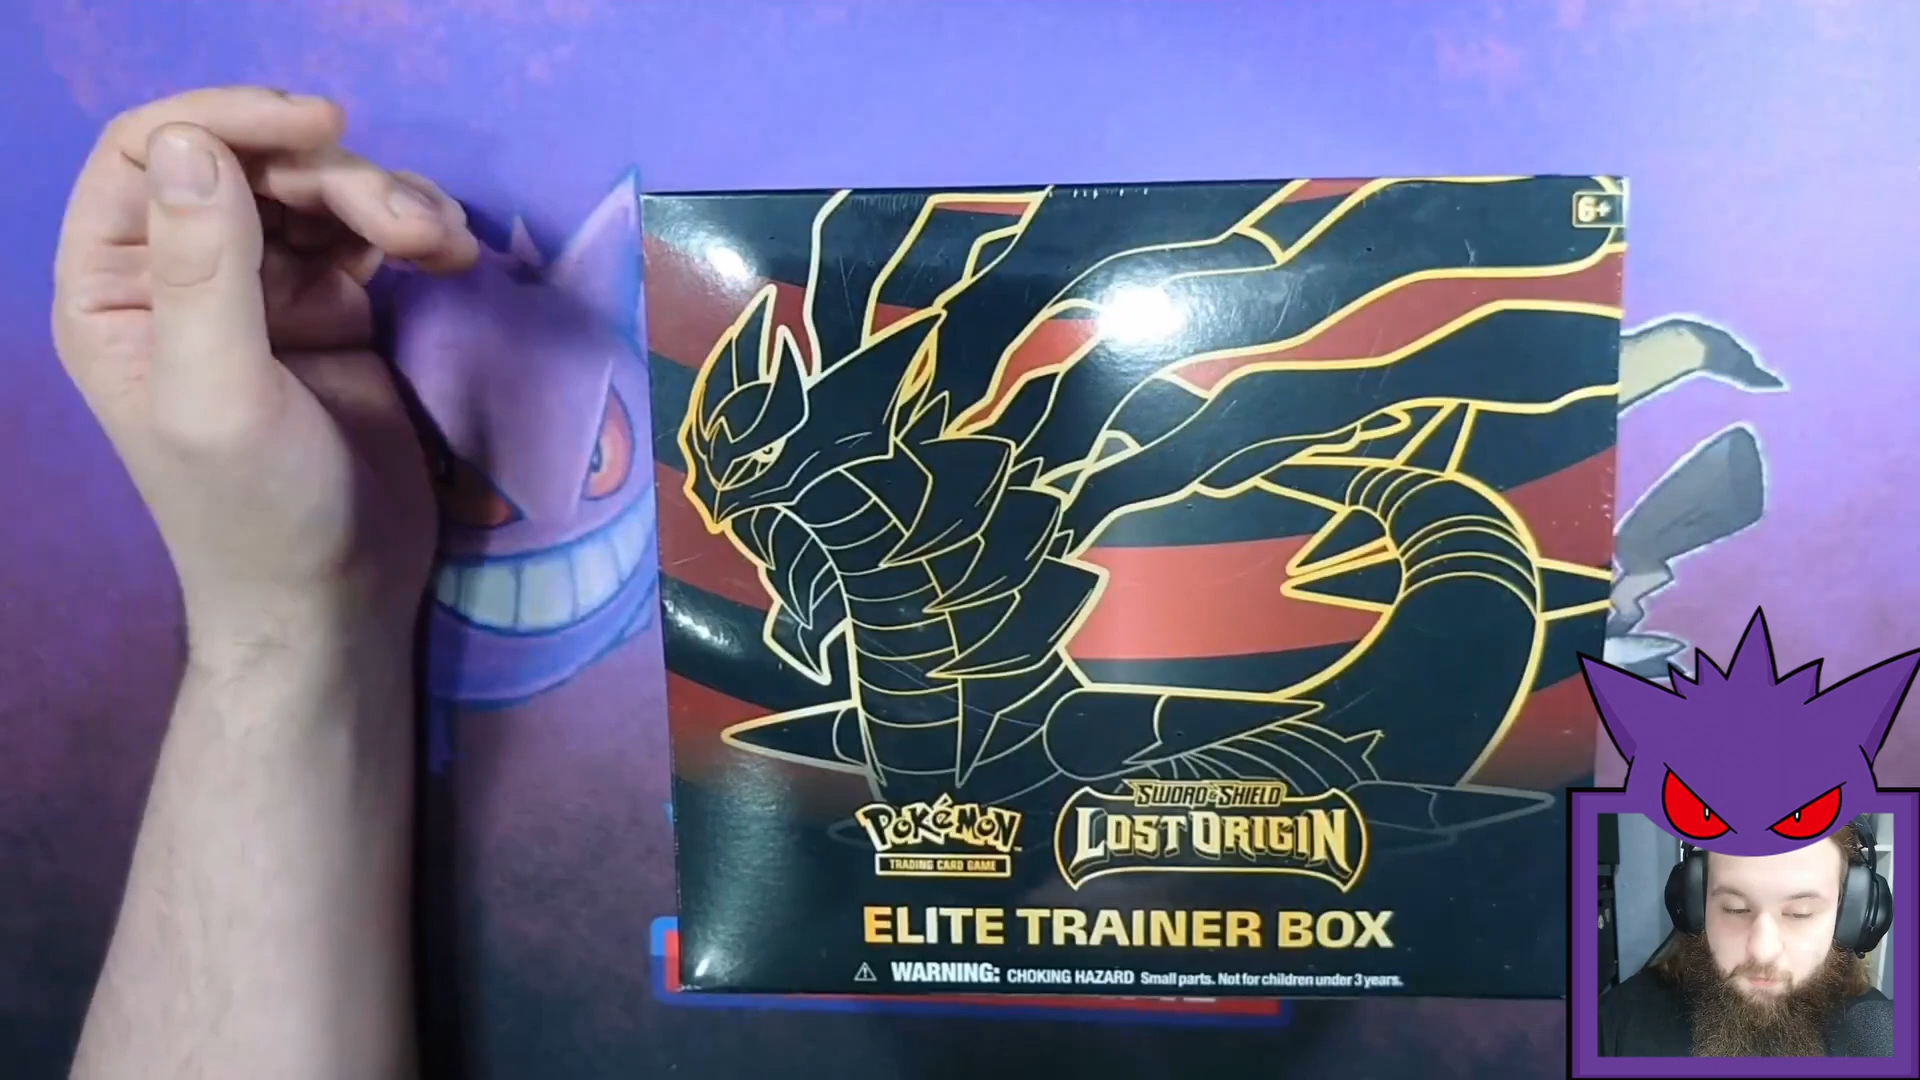 6+
SWORD & SHIELD
POKéMON
LOST ORIGIN
TRADING CARD GAME
ELITE TRAINER BOX
WARNING: CHOKING HAZARD Small parts. Not for children under 3 years.